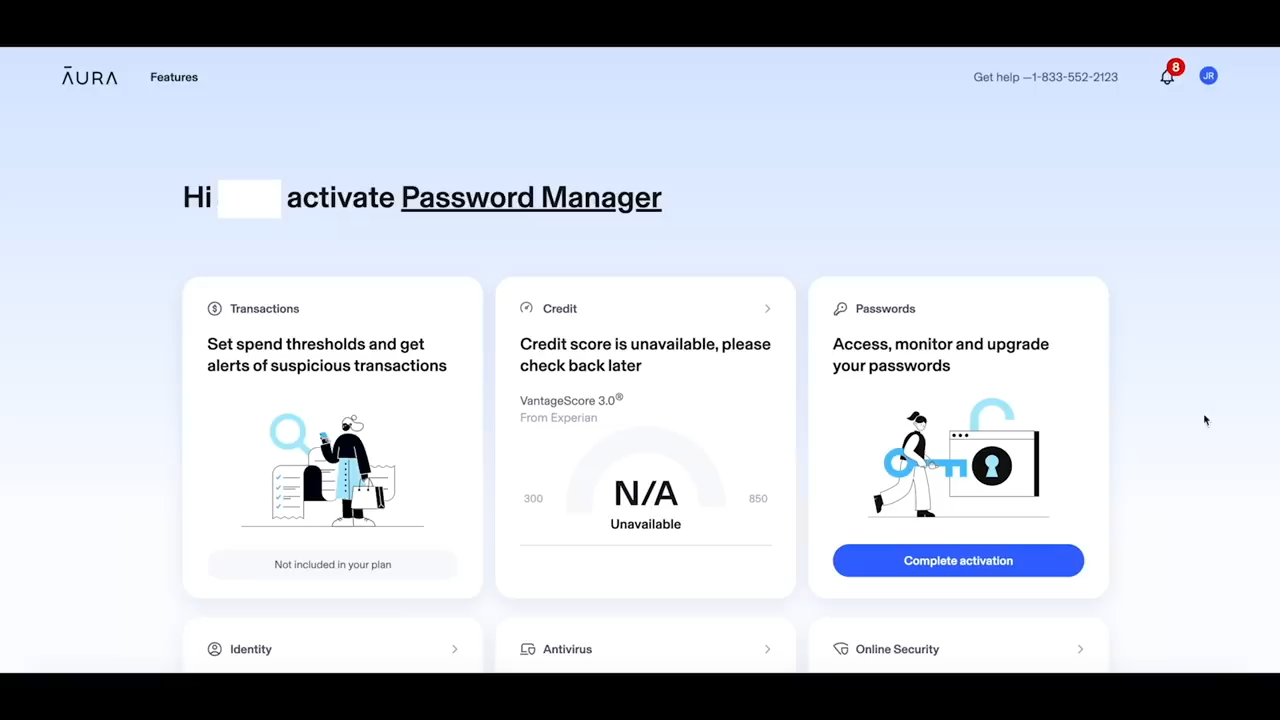 ĀURA
Features
Get help –1-833-552-2123
8
JR
Hi activate Password Manager
Transactions
Set spend thresholds and get
alerts of suspicious transactions
Not included in your plan
Credit
Credit score is unavailable, please
check back later
VantageScore 3.0®
From Experian
300
N/A
850
Unavailable
Passwords
Access, monitor and upgrade
your passwords
Complete activation
Identity
Antivirus
Online Security